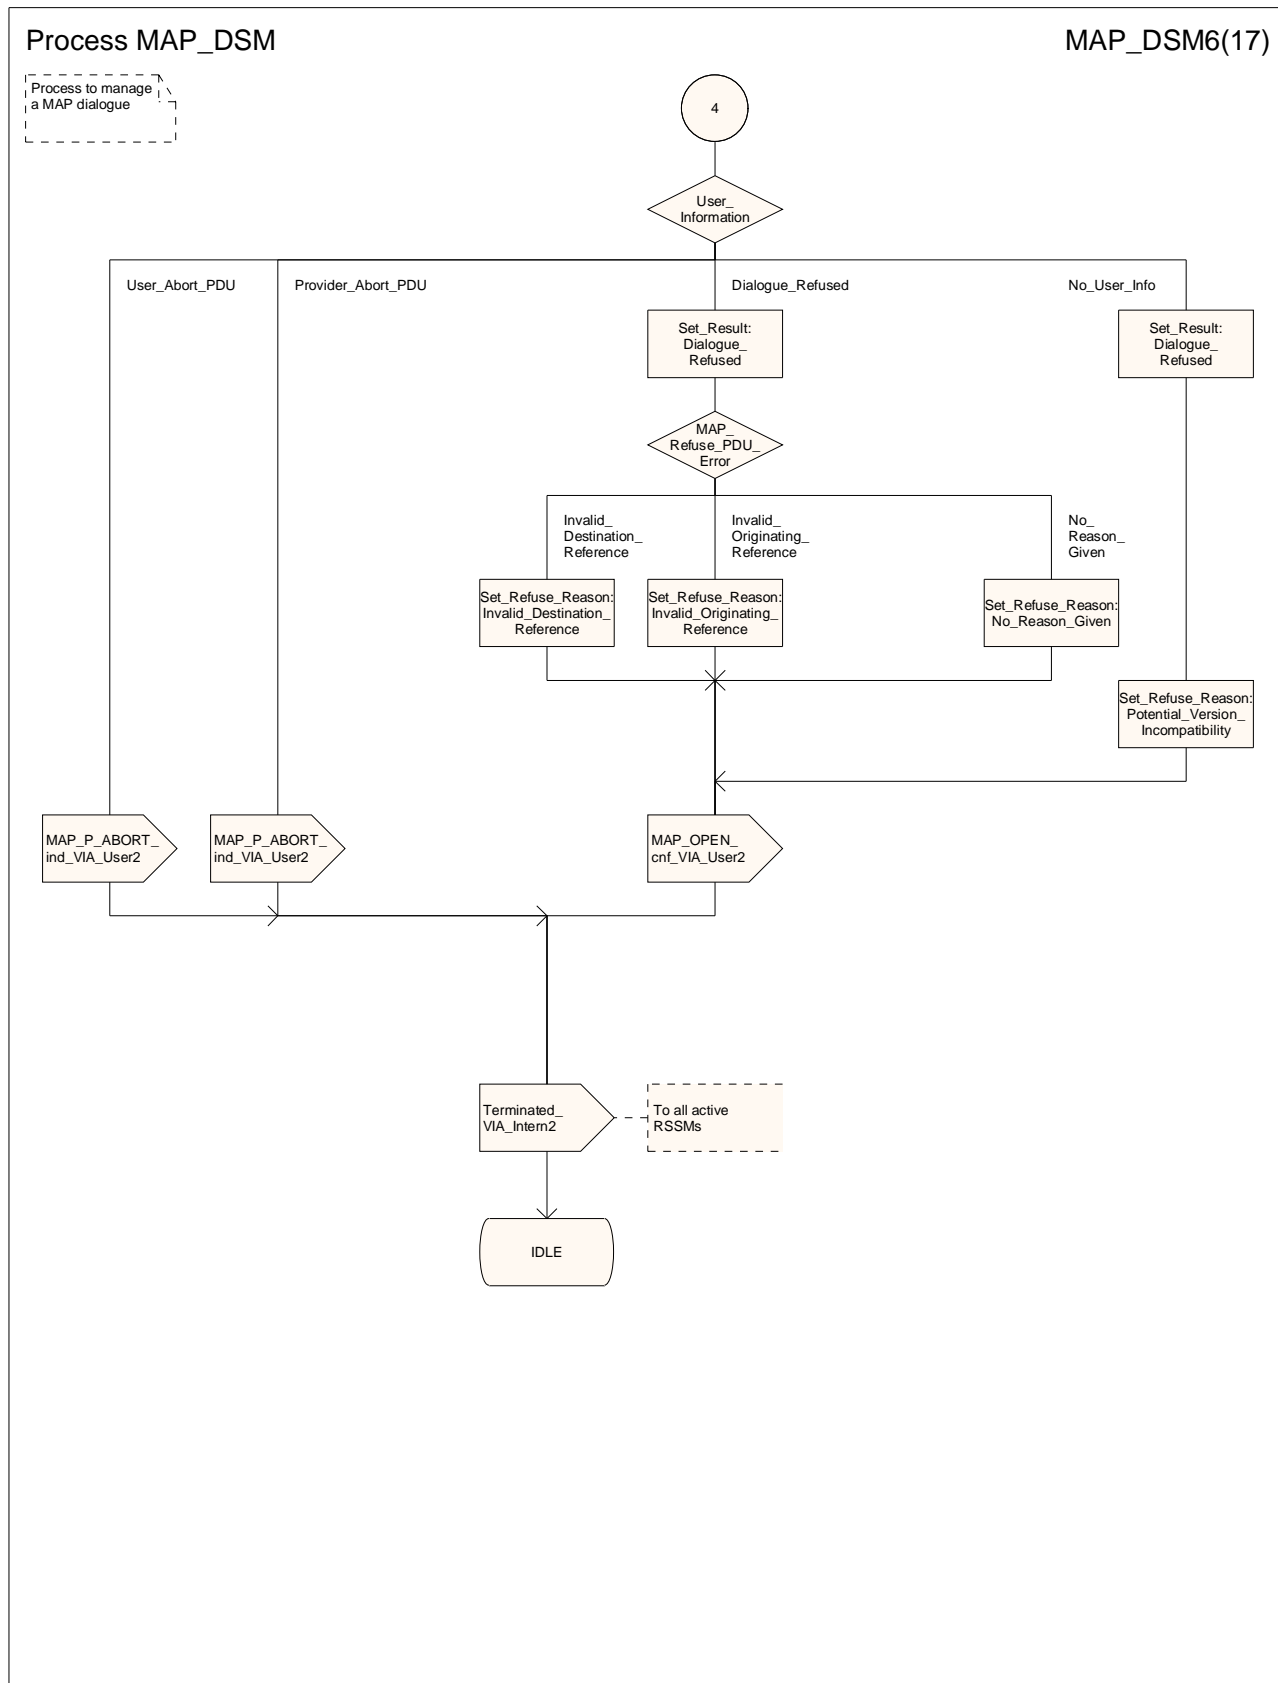 Process MAP_DSM
MAP_DSM6(17)
Process to manage
a MAP dialogue
4
User_
Information
User_Abort_PDU
Provider_Abort_PDU
Dialogue_Refused
No_User_Info
Set_Result:
Dialogue_
Refused
Set_Result:
Dialogue_
Refused
MAP_
Refuse_PDU_
Error
Invalid_
Destination_
Reference
Invalid_
Originating_
Reference
No_
Reason_
Given
Set_Refuse_Reason:
Invalid_Destination_
Reference
Set_Refuse_Reason:
Invalid_Originating_
Reference
Set_Refuse_Reason:
No_Reason_Given
Set_Refuse_Reason:
Potential_Version_
Incompatibility
MAP_P_ABORT_
ind_VIA_User2
MAP_P_ABORT_
ind_VIA_User2
MAP_OPEN_
cnf_VIA_User2
Terminated_
VIA_Intern2
To all active
RSSMs
IDLE